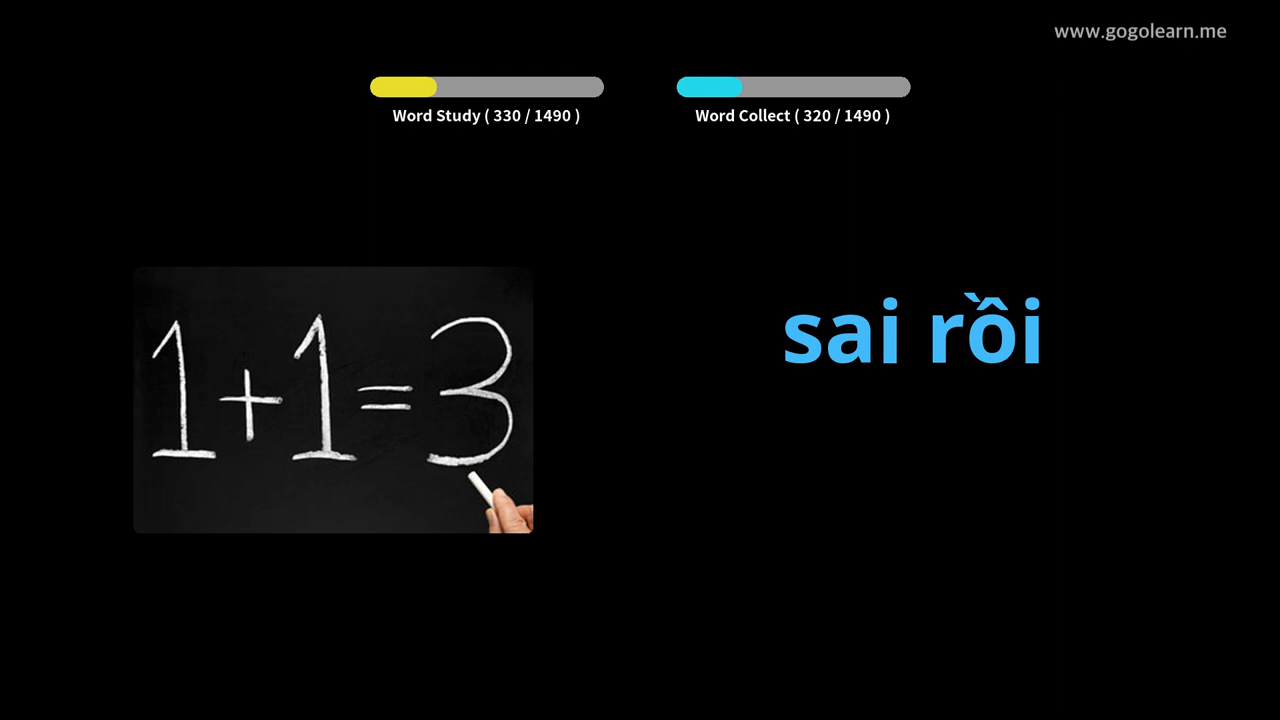 www.gogolearn.me
Word Study ( 330 / 1490 )
Word Collect ( 320 / 1490 )
1+1=3
sai rồi